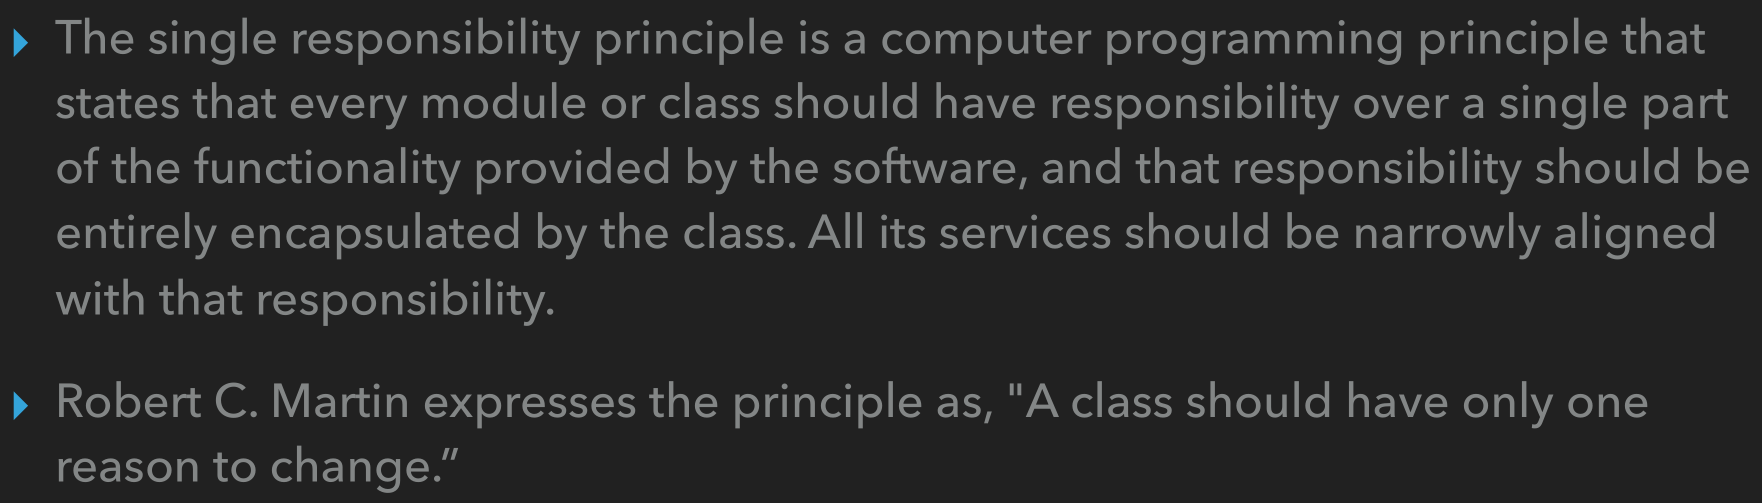 The single responsibility principle is a computer programming principle that
states that every module or class should have responsibility over a single part
of the functionality provided by the software, and that responsibility should be
entirely encapsulated by the class. All its services should be narrowly aligned
with that responsibility.
Robert C. Martin expresses the principle as, "A class should have only one
reason to change.”